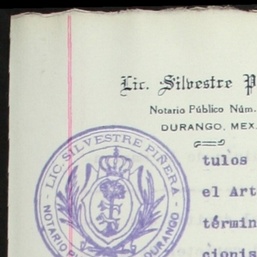 Lic. Silvestre P
Notario Público Núm.
DURANGO, MEX.
LIC. SILVESTRE PIÑERA
NOTARIO
DURANGO
tulos
el Art
términ
cionis